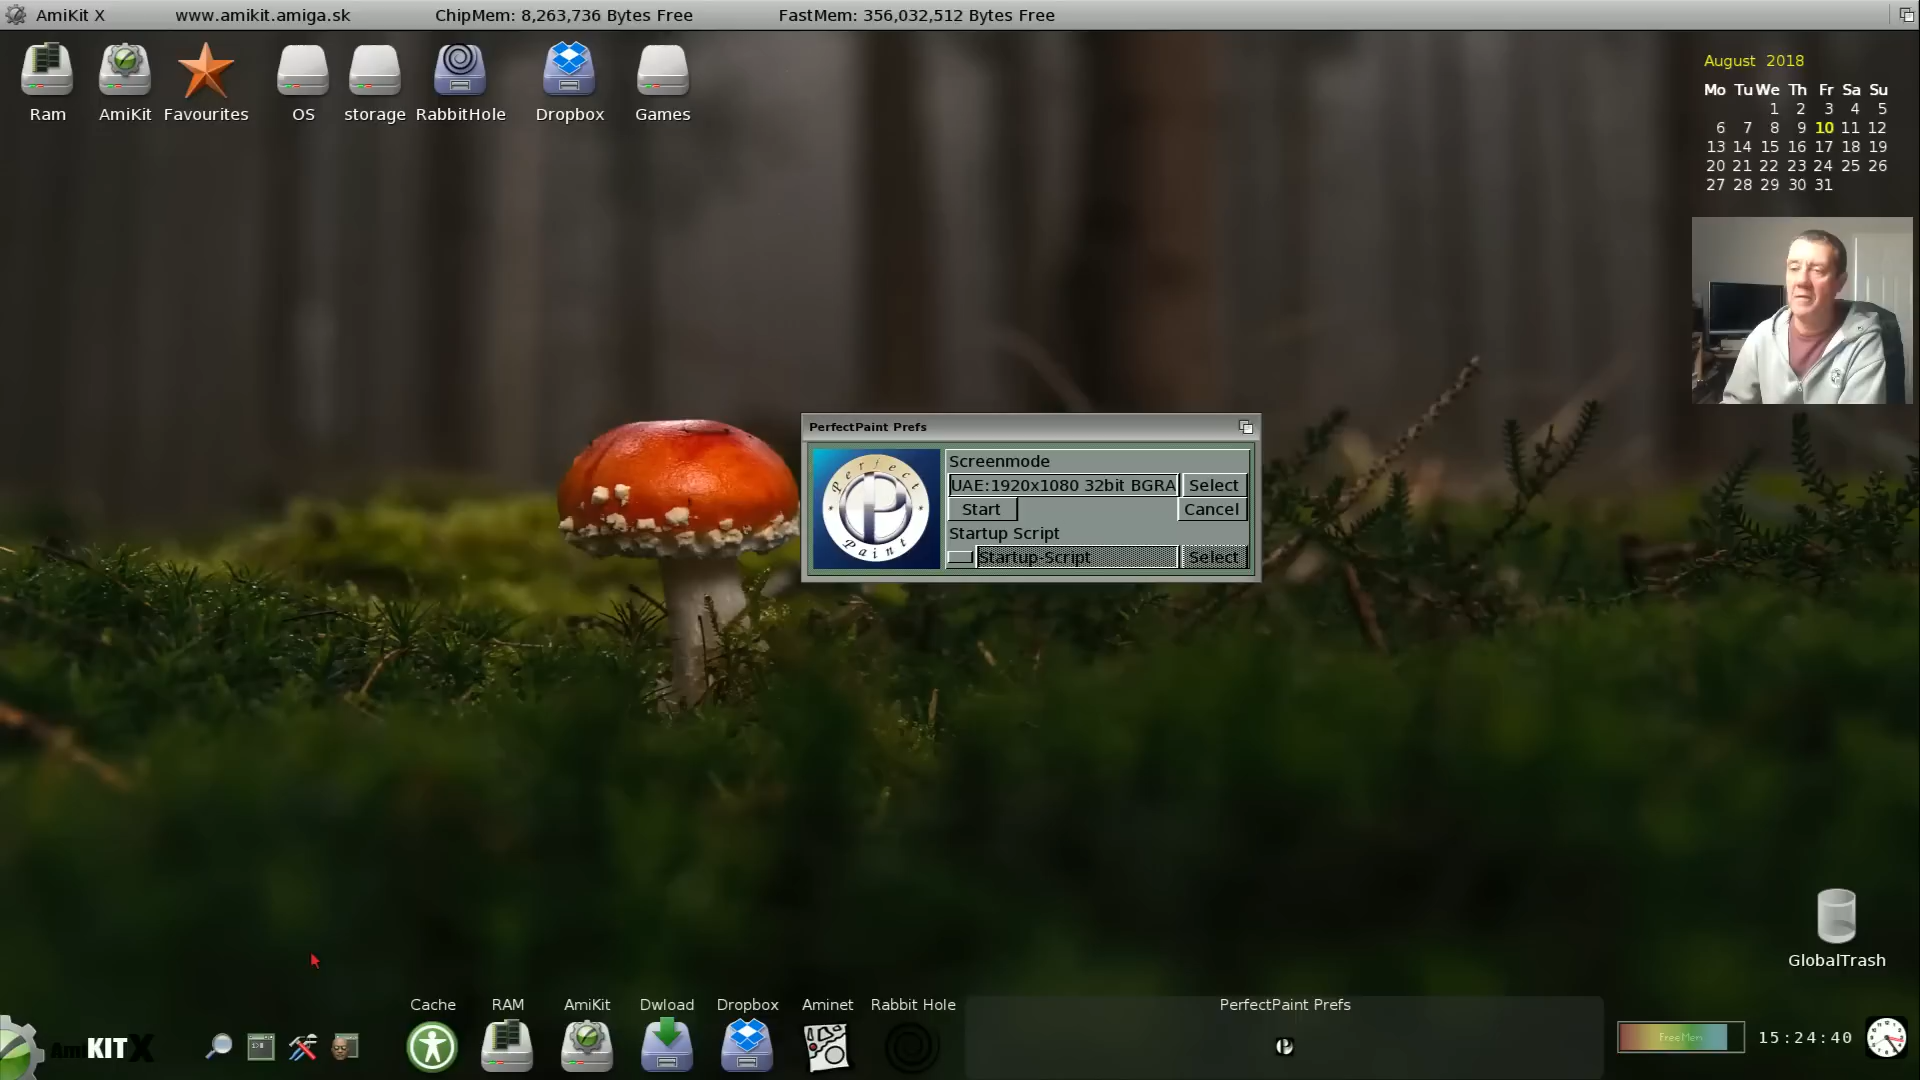 AmiKit X www.amikit.amiga.sk ChipMem: 8,263,736 Bytes Free FastMem: 356,032,512 Bytes Free
Ram AmiKit Favourites OS storage RabbitHole Dropbox Games
August 2018
Mo Tu We Th Fr Sa Su
1 2 3 4 5
6 7 8 9 10 11 12
13 14 15 16 17 18 19
20 21 22 23 24 25 26
27 28 29 30 31
PerfectPaint Prefs
Perfect
P
Paint
Screenmode
UAE:1920x1080 32bit BGRA Select
Start Cancel
Startup Script
Startup-Script Select
GlobalTrash
Cache RAM AmiKit Dwload Dropbox Aminet Rabbit Hole PerfectPaint Prefs
AmiKIT X
FreeMem
15:24:40